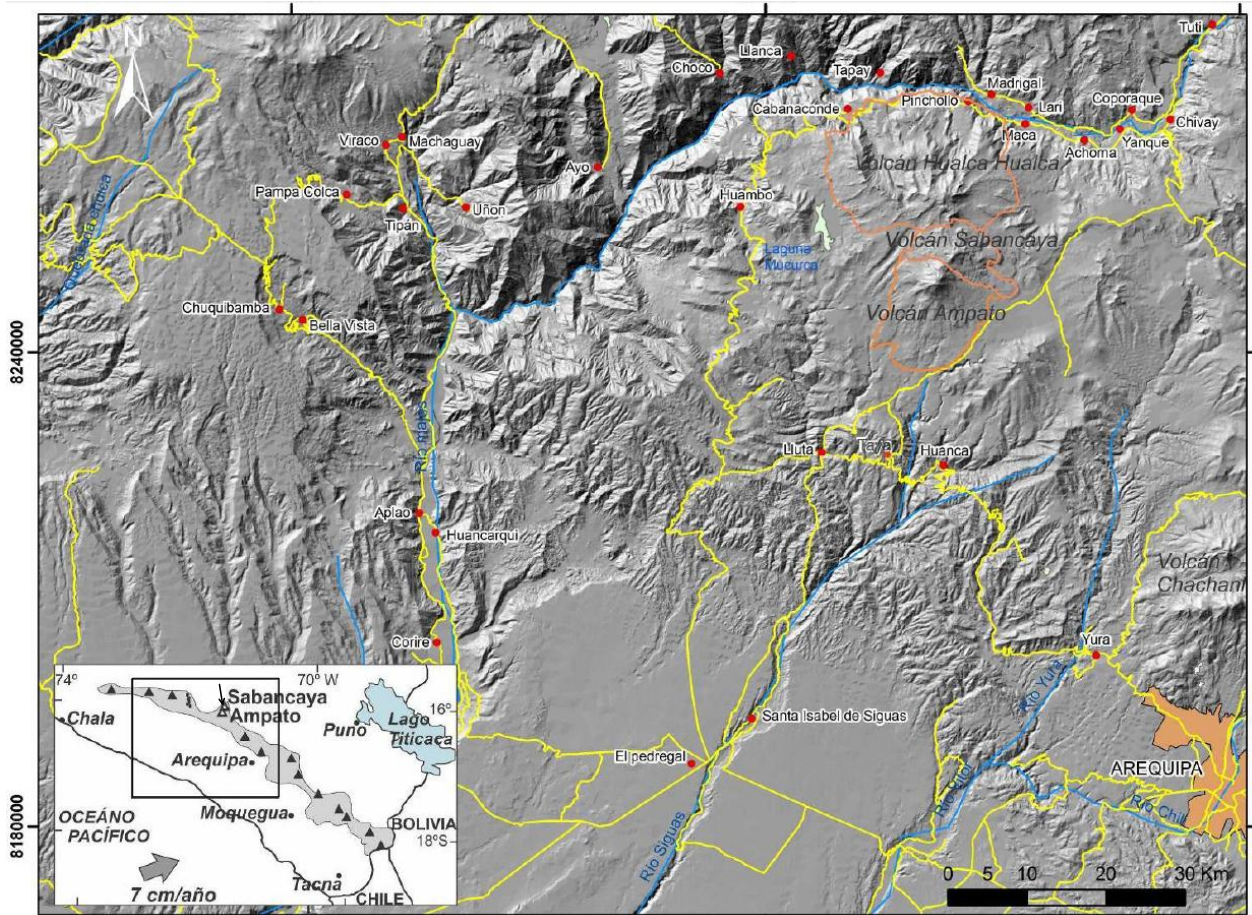 N
Tuti
Llanca
Choco
Tapay
Madrigal
Pinchollo
Lari
Coporaque
Cabanaconde
Chivay
Maca
Yanque
Achoma
Viraco
Machaguay
Volcán Hualca Hualca
Ayo
Pampa Colca
Uñon
Huambo
Tipán
Volcán Sabancaya
Laguna
Mucurca
Chuquibamba
Bella Vista
Volcán Ampato
8240000
Río majes
Lluta
Taya
Huanca
Aplao
Huancarqui
Volcán
Chachani
Corire
Yura
Río Yura
Santa Isabel de Siguas
El pedregal
AREQUIPA
Río Chili
Río Siguas
8180000
0 10 20 30 Km
74°
70° W
Sabancaya
Ampato
16°
Chala
Puno
Lago
Titicaca
Arequipa
Moquegua
OCEÁNO
PACÍFICO
BOLIVIA
18°S
7 cm/año
Tacna
CHILE